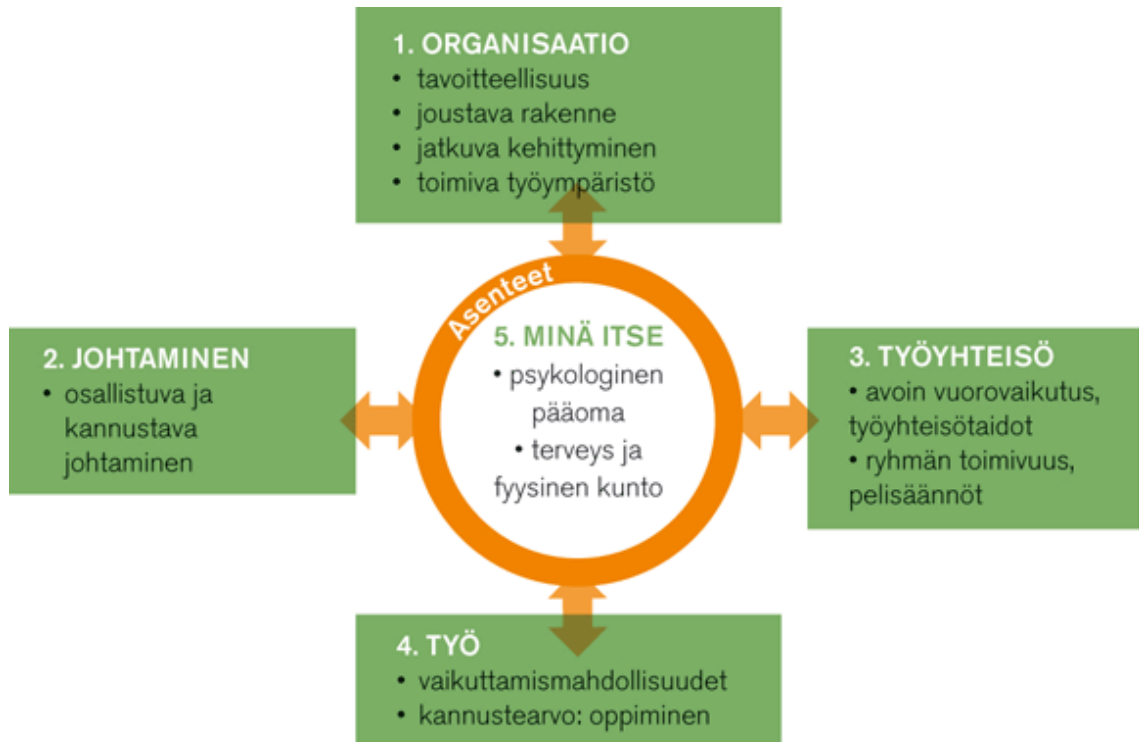 1. ORGANISAATIO
• tavoitteellisuus
• joustava rakenne
• jatkuva kehittyminen
• toimiva työympäristö
Asenteet
2. JOHTAMINEN
• osallistuva ja
kannustava
johtaminen
5. MINÄ ITSE
• psykologinen
pääoma
• terveys ja
fyysinen kunto
3. TYÖYHTEISÖ
• avoin vuorovaikutus,
työyhteisötaidot
• ryhmän toimivuus,
pelisäännöt
4. TYÖ
• vaikuttamismahdollisuudet
• kannustearvo: oppiminen